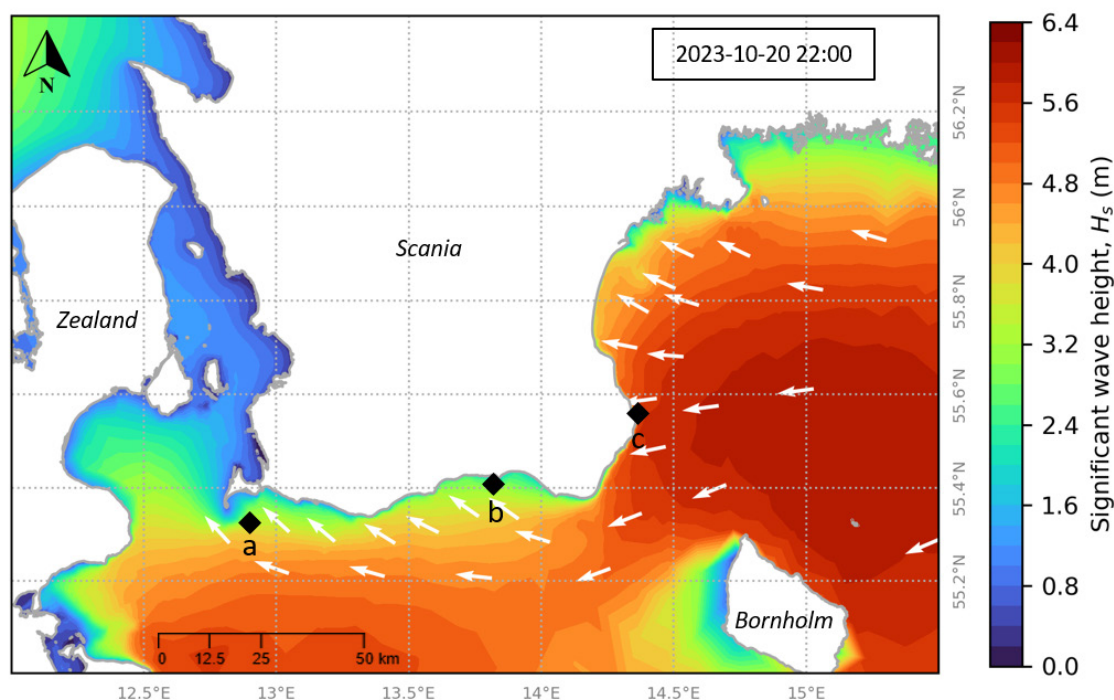 2023-10-20 22:00
N
Scania
Zealand
Bornholm
a
b
c
0 12.5 25 50 km
12.5°E 13.0°E 13.5°E 14.0°E 14.5°E 15°E
56.2°N
56°N
55.8°N
55.6°N
55.4°N
55.2°N
6.4
5.6
4.8
4.0
3.2
2.4
1.6
0.8
0.0
Significant wave height, Hs (m)